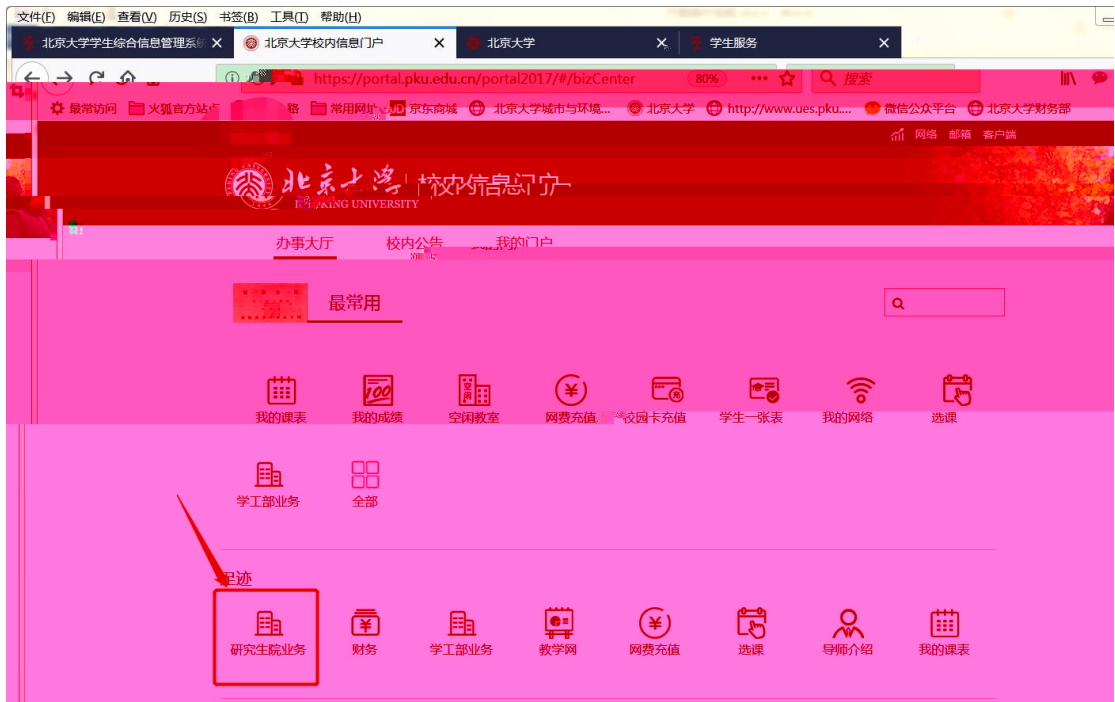 文件(F) 编辑(E) 查看(V) 历史(S) 书签(B) 工具(T) 帮助(H)
北京大学学生综合信息管理系统 北京大学校内信息门户 北京大学 学生服务
https://portal.pku.edu.cn/portal2017/#/bizCenter 80% 搜索
最常访问 火狐官方站点 常用网址 JD 京东商城 北京大学城市与环境... 北京大学 http://www.ues.pku.... 微信公众平台 北京大学财务部
网络 邮箱 客户端
北京大学 校内信息门户
PEKING UNIVERSITY
办事大厅 校内公告 我的门户
最常用
我的课表 我的成绩 空闲教室 网费充值 校园卡充值 学生一张表 我的网络 选课
学工部业务 全部
足迹
研究生院业务 财务 学工部业务 教学网 网费充值 选课 导师介绍 我的课表